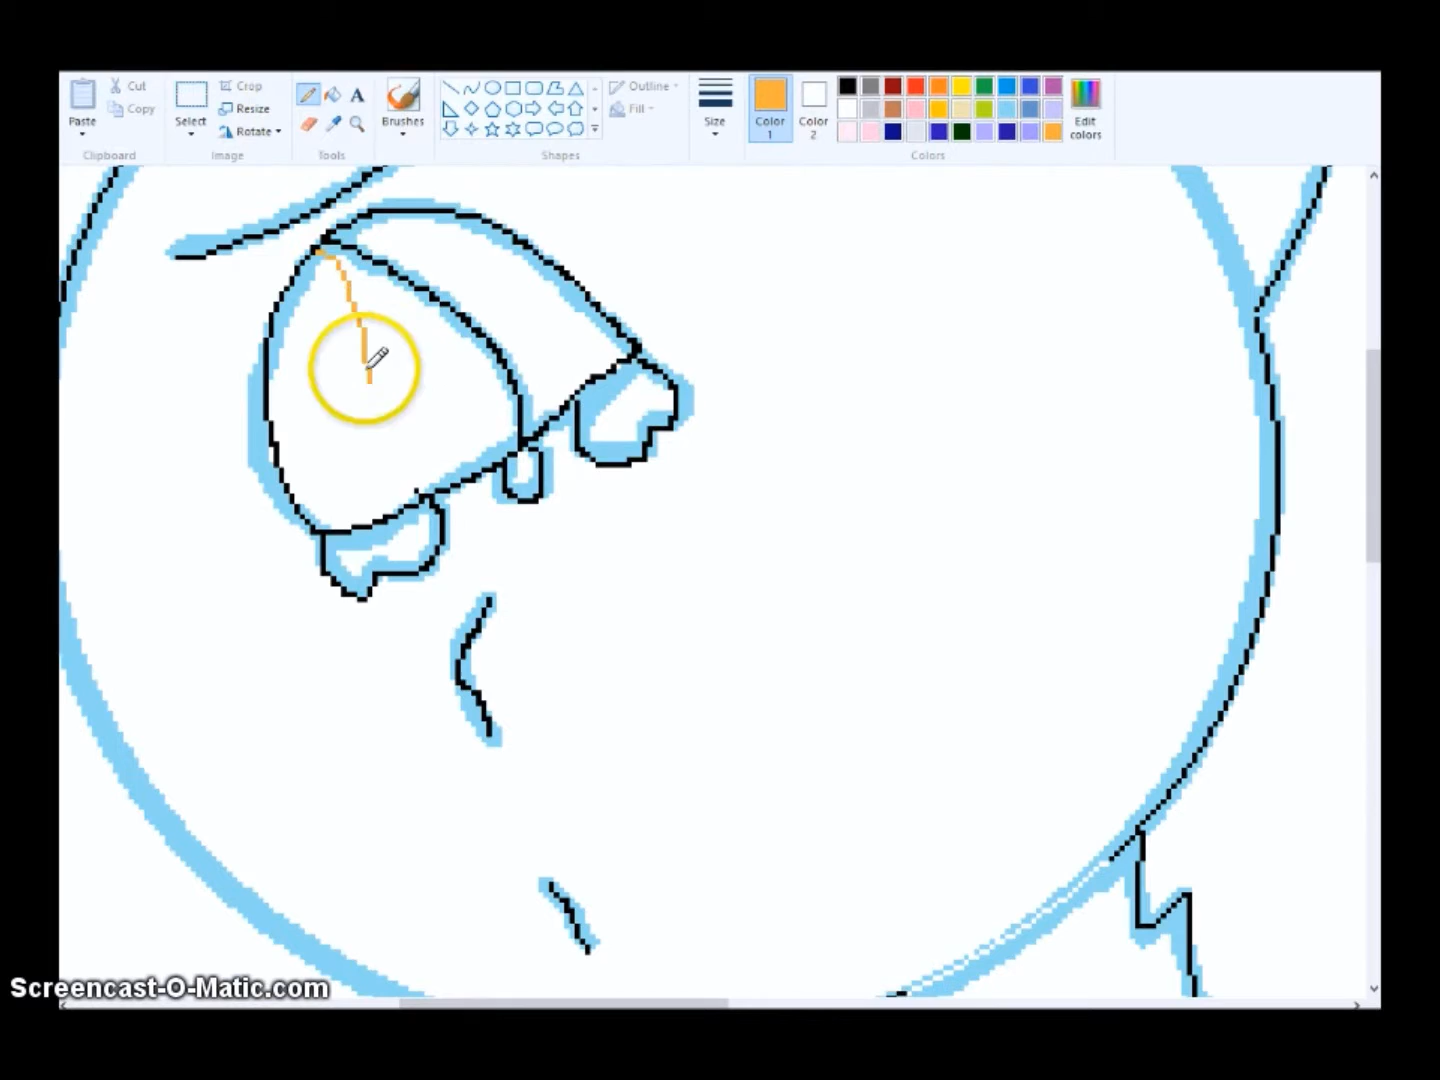 Paste
Cut
Copy
Clipboard
Select
Crop
Resize
Rotate
Image
A
Tools
Brushes
Shapes
Outline
Fill
Size
Color 1
Color 2
Edit colors
Colors
Screencast-O-Matic.com